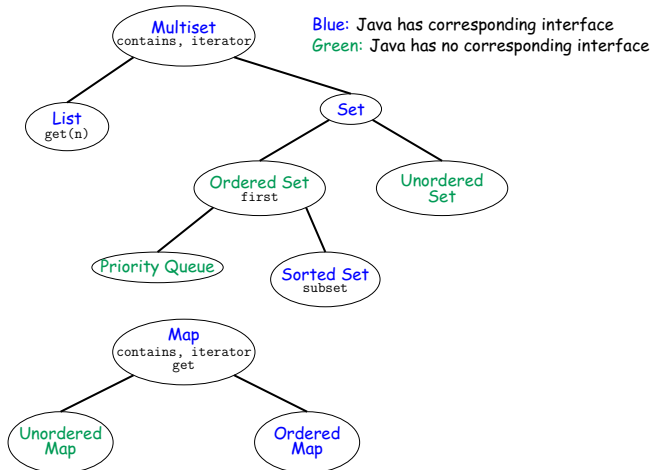 Multiset
contains, iterator
Blue: Java has corresponding interface
Green: Java has no corresponding interface
List
get(n)
Set
Ordered Set
first
Unordered
Set
Priority Queue
Sorted Set
subset
Map
contains, iterator
get
Unordered
Map
Ordered
Map